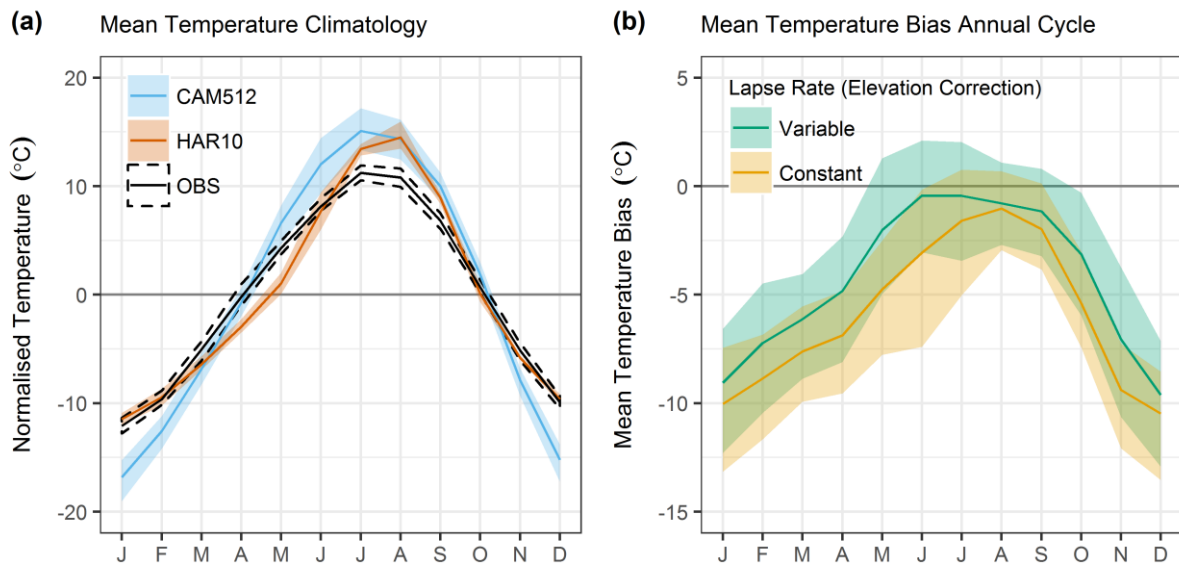 (a) Mean Temperature Climatology
Normalised Temperature (°C)
20
10
0
-10
-20
CAM512
HAR10
OBS
J F M A M J J A S O N D
(b) Mean Temperature Bias Annual Cycle
Mean Temperature Bias (°C)
5
0
-5
-10
-15
Lapse Rate (Elevation Correction)
Variable
Constant
J F M A M J J A S O N D